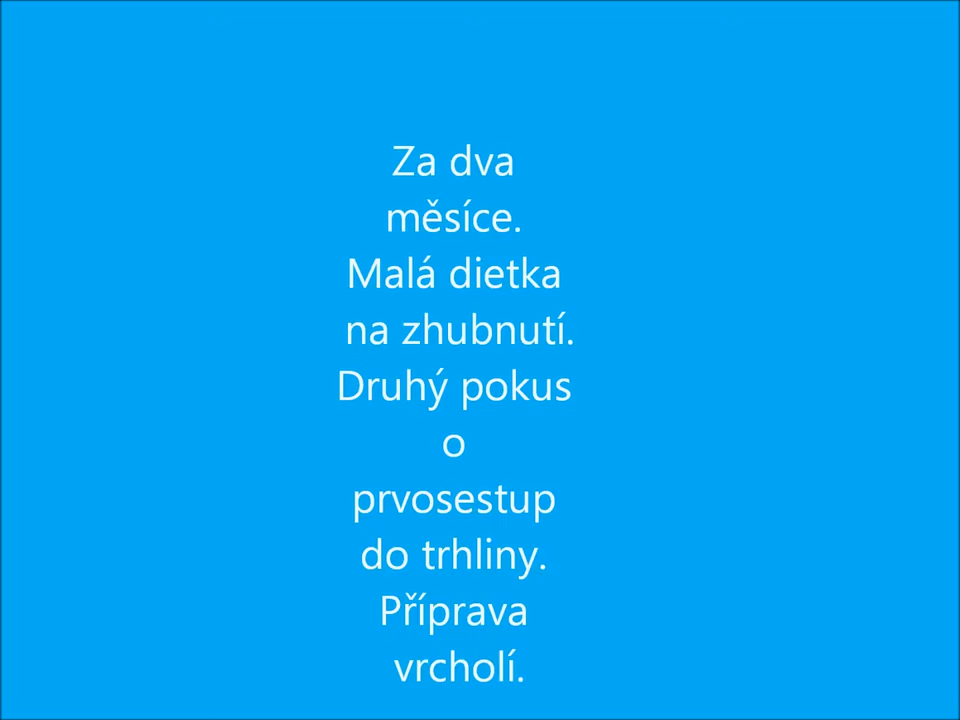 Za dva
měsíce.
Malá dietka
na zhubnutí.
Druhý pokus
o
prvosestup
do trhliny.
Příprava
vrcholí.